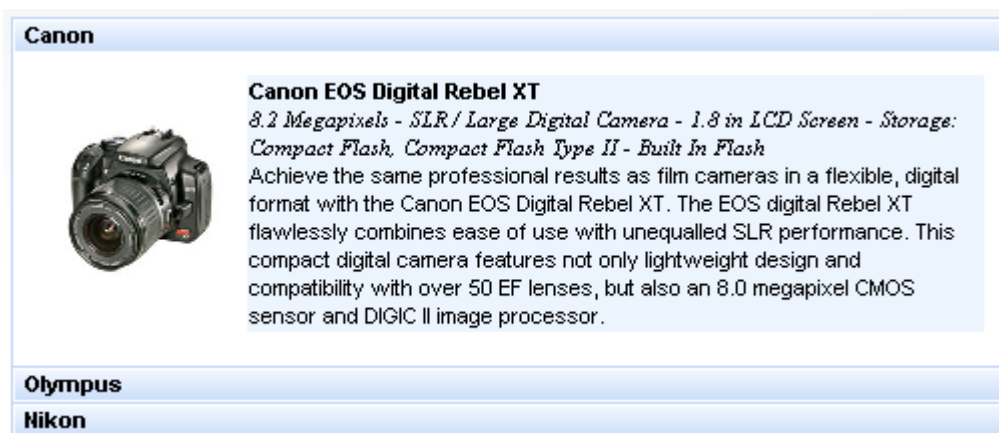 Canon
Canon EOS Digital Rebel XT
8.2 Megapixels - SLR / Large Digital Camera - 1.8 in LCD Screen - Storage:
Compact Flash, Compact Flash Type II - Built In Flash
Achieve the same professional results as film cameras in a flexible, digital
format with the Canon EOS Digital Rebel XT. The EOS digital Rebel XT
flawlessly combines ease of use with unequalled SLR performance. This
compact digital camera features not only lightweight design and
compatibility with over 50 EF lenses, but also an 8.0 megapixel CMOS
sensor and DIGIC II image processor.
Canon
Olympus
Nikon